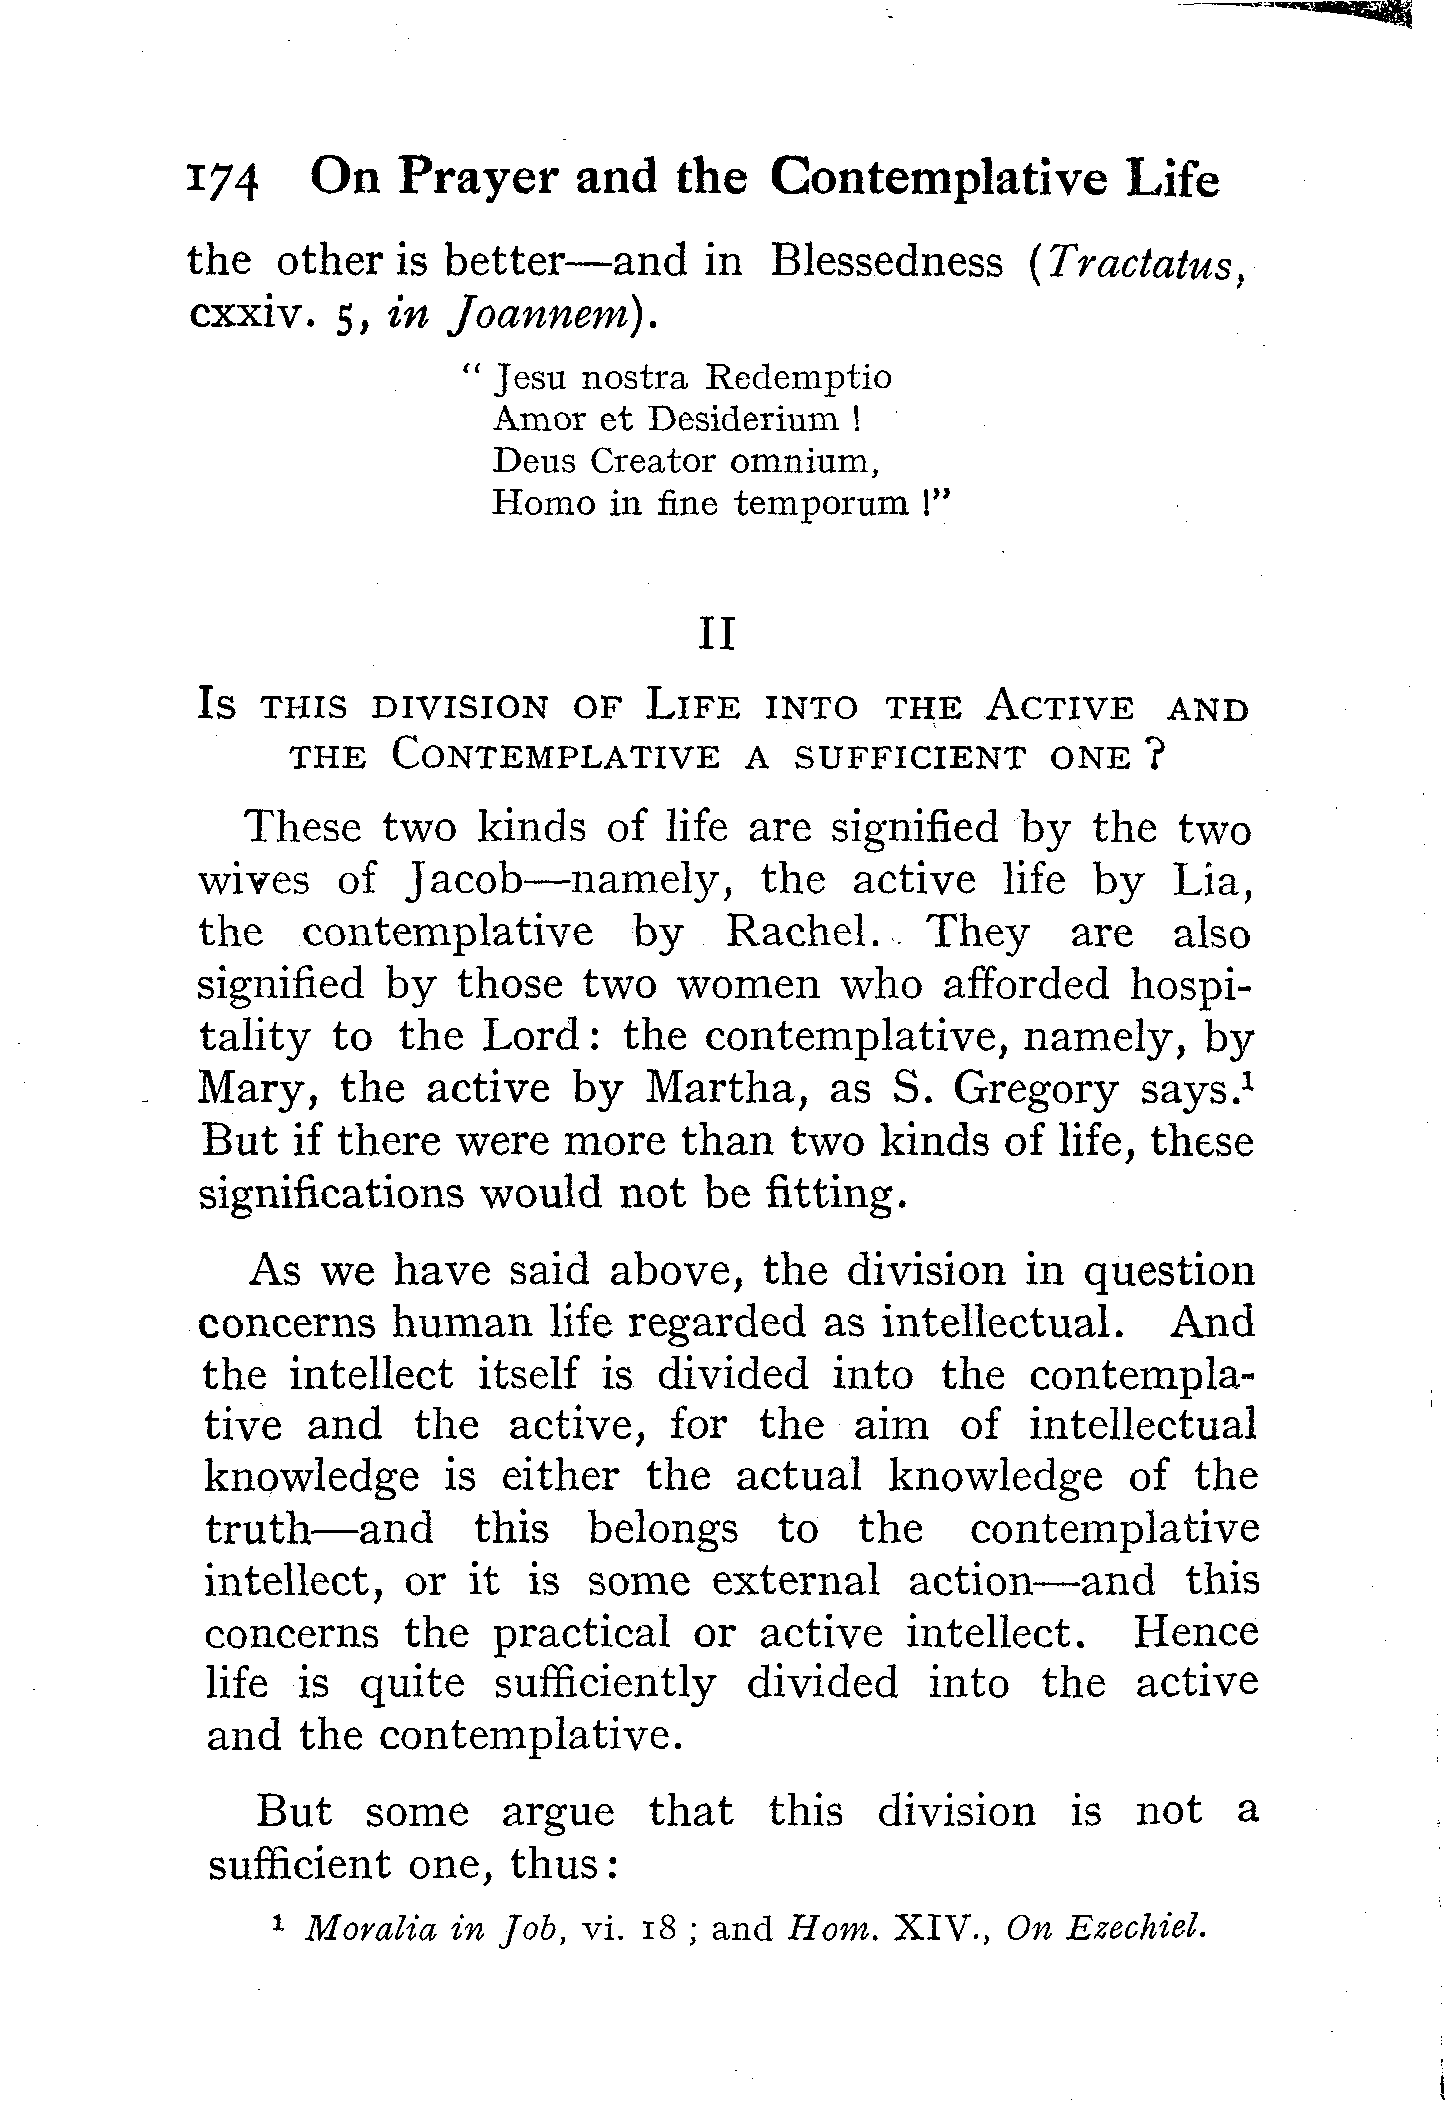 174 On Prayer and the Contemplative Life
the other is better—and in Blessedness (Tractatus,
cxxiv. 5, in Joannem).
“ Jesu nostra Redemptio
Amor et Desiderium !
Deus Creator omnium,
Homo in fine temporum !”
II
Is this division of Life into the Active and
the Contemplative a sufficient one ?
These two kinds of life are signified by the two
wives of Jacob—namely, the active life by Lia,
the contemplative by Rachel. They are also
signified by those two women who afforded hospi-
tality to the Lord : the contemplative, namely, by
Mary, the active by Martha, as S. Gregory says.¹
But if there were more than two kinds of life, these
significations would not be fitting.
As we have said above, the division in question
concerns human life regarded as intellectual. And
the intellect itself is divided into the contempla-
tive and the active, for the aim of intellectual
knowledge is either the actual knowledge of the
truth—and this belongs to the contemplative
intellect, or it is some external action—and this
concerns the practical or active intellect. Hence
life is quite sufficiently divided into the active
and the contemplative.
But some argue that this division is not a
sufficient one, thus :
¹ Moralia in Job, vi. 18 ; and Hom. XIV., On Ezechiel.